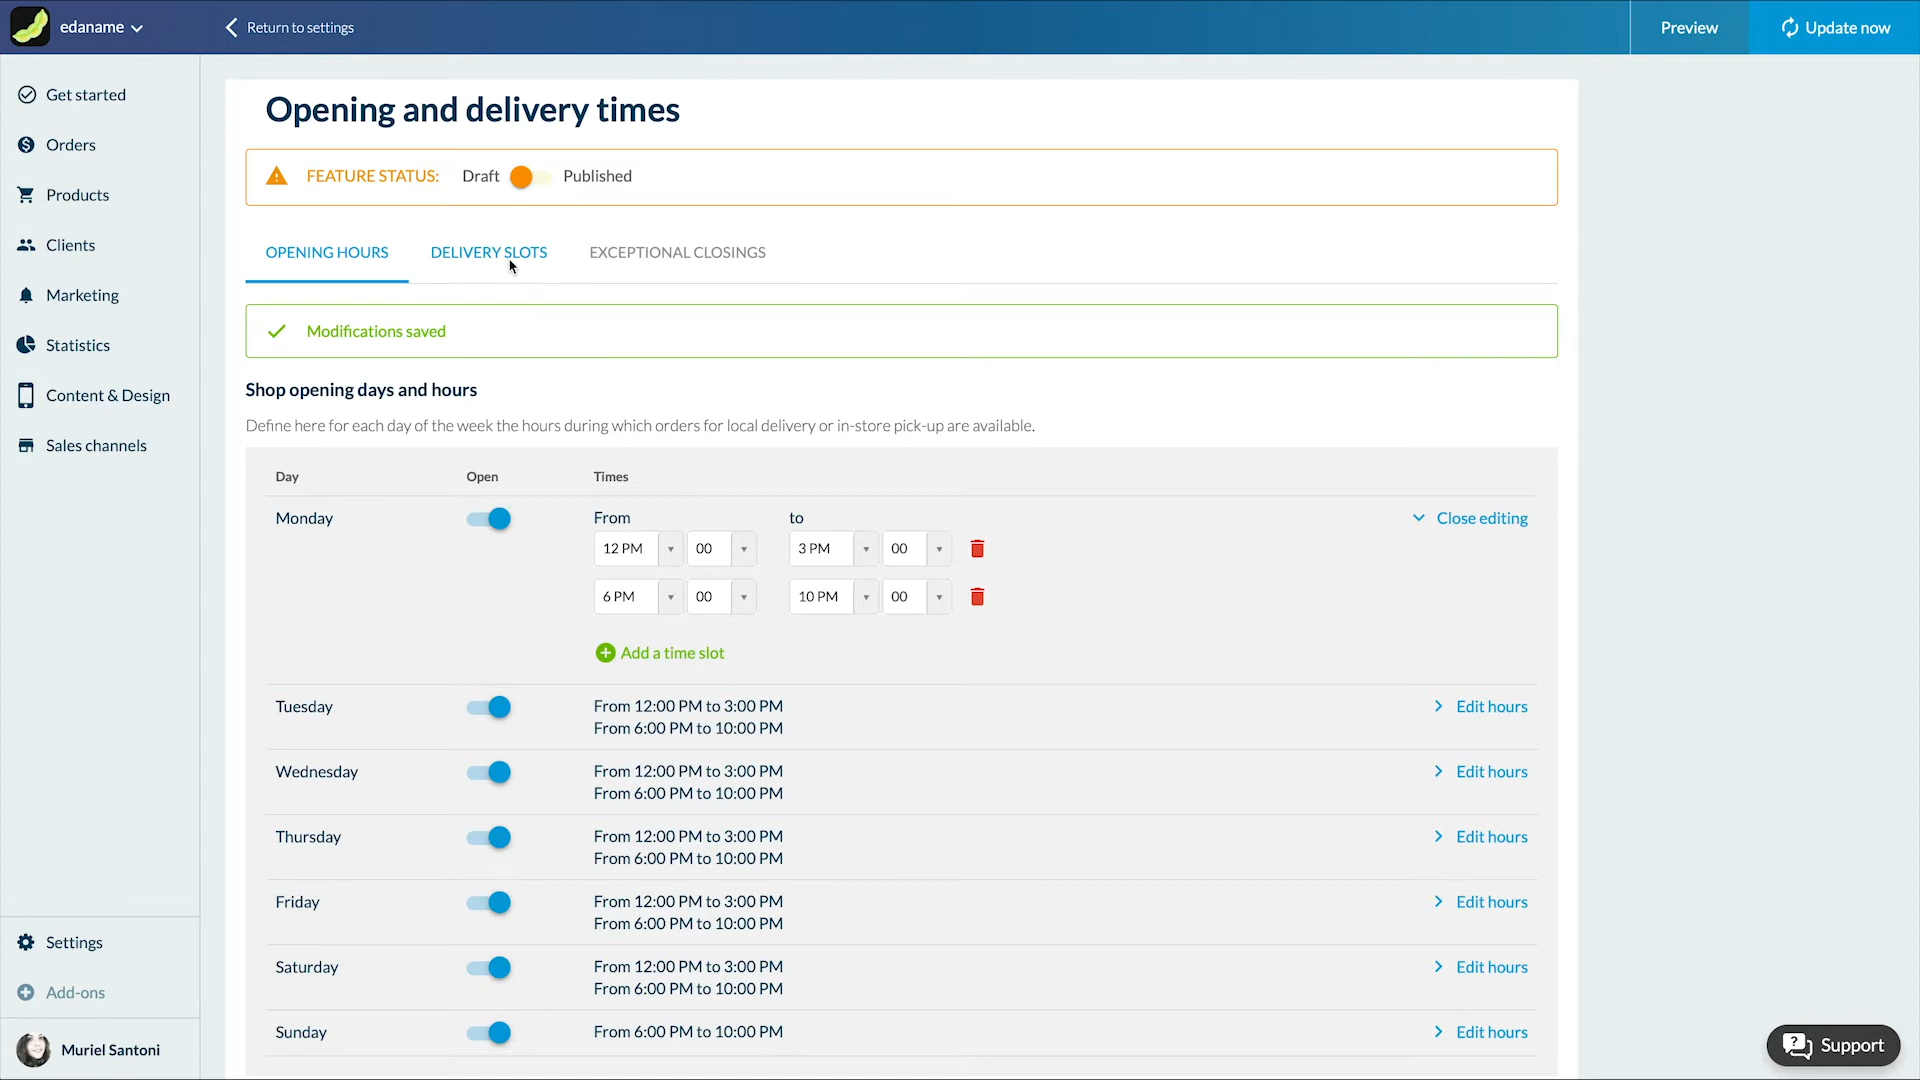 edaname
Return to settings
Preview
Update now
Get started
Orders
Products
Clients
Marketing
Statistics
Content & Design
Sales channels
Settings
Add-ons
Muriel Santoni
Opening and delivery times
FEATURE STATUS: Draft Published
OPENING HOURS DELIVERY SLOTS EXCEPTIONAL CLOSINGS
Modifications saved
Shop opening days and hours
Define here for each day of the week the hours during which orders for local delivery or in-store pick-up are available.
Day Open Times
Monday From to Close editing
12 PM 00 3 PM 00
6 PM 00 10 PM 00
Add a time slot
Tuesday From 12:00 PM to 3:00 PM Edit hours
From 6:00 PM to 10:00 PM
Wednesday From 12:00 PM to 3:00 PM Edit hours
From 6:00 PM to 10:00 PM
Thursday From 12:00 PM to 3:00 PM Edit hours
From 6:00 PM to 10:00 PM
Friday From 12:00 PM to 3:00 PM Edit hours
From 6:00 PM to 10:00 PM
Saturday From 12:00 PM to 3:00 PM Edit hours
From 6:00 PM to 10:00 PM
Sunday From 6:00 PM to 10:00 PM Edit hours
Support